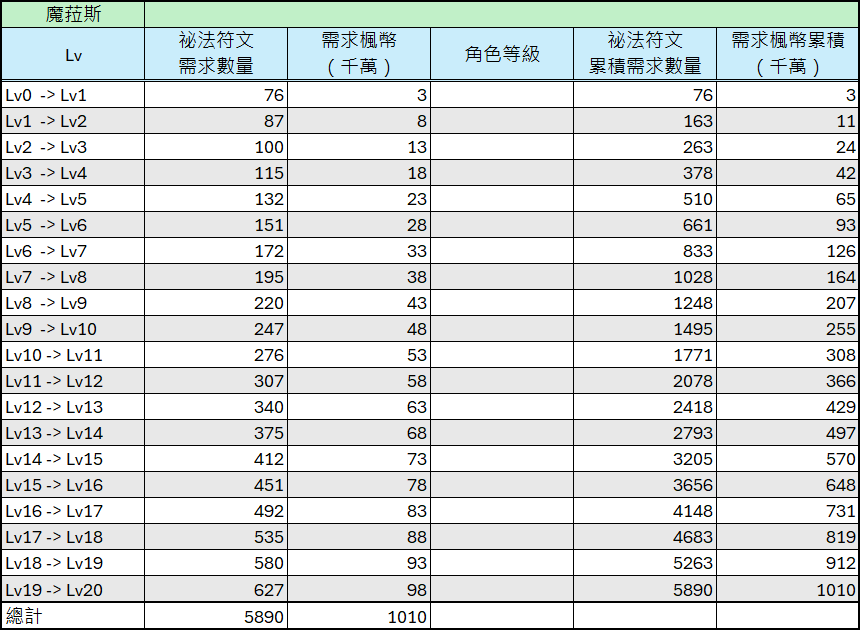 魔菈斯
Lv 祕法符文需求數量 需求楓幣（千萬） 角色等級 祕法符文累積需求數量 需求楓幣累積（千萬）
Lv0 -> Lv1 76 3 76 3
Lv1 -> Lv2 87 8 163 11
Lv2 -> Lv3 100 13 263 24
Lv3 -> Lv4 115 18 378 42
Lv4 -> Lv5 132 23 510 65
Lv5 -> Lv6 151 28 661 93
Lv6 -> Lv7 172 33 833 126
Lv7 -> Lv8 195 38 1028 164
Lv8 -> Lv9 220 43 1248 207
Lv9 -> Lv10 247 48 1495 255
Lv10 -> Lv11 276 53 1771 308
Lv11 -> Lv12 307 58 2078 366
Lv12 -> Lv13 340 63 2418 429
Lv13 -> Lv14 375 68 2793 497
Lv14 -> Lv15 412 73 3205 570
Lv15 -> Lv16 451 78 3656 648
Lv16 -> Lv17 492 83 4148 731
Lv17 -> Lv18 535 88 4683 819
Lv18 -> Lv19 580 93 5263 912
Lv19 -> Lv20 627 98 5890 1010
總計 5890 1010